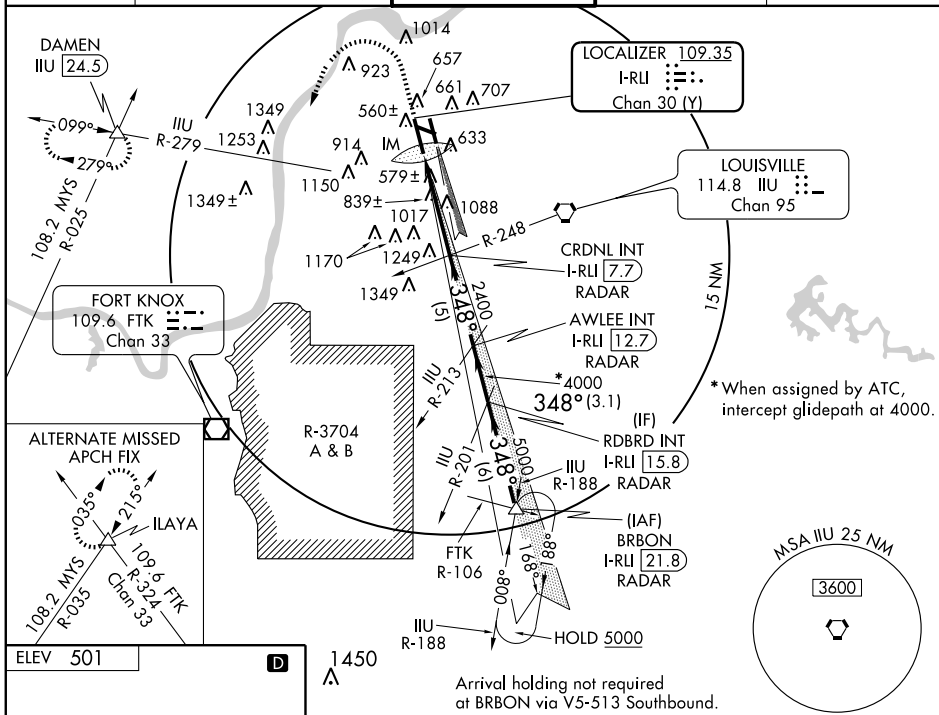 1014
DAMEN
IIU 24.5
923
657
661
707
LOCALIZER 109.35
I-RLI
Chan 30 (Y)
560±
1349
1253
099°
279°
IIU
R-279
914
IM
633
1150
579±
1349±
839±
1088
LOUISVILLE
114.8 IIU
Chan 95
108.2 MYS
R-025
1017
1170
1249
R-248
1349
CRDNL INT
I-RLI 7.7
RADAR
FORT KNOX
109.6 FTK
Chan 33
348°
(5)
2400
15 NM
AWLEE INT
I-RLI 12.7
RADAR
IIU
R-213
*4000
348° (3.1)
*When assigned by ATC,
intercept glidepath at 4000.
R-3704
A & B
(IF)
RDBRD INT
I-RLI 15.8
RADAR
IIU
R-201
348°
(6)
5000
IIU
R-188
ALTERNATE MISSED
APCH FIX
035°
215°
ILAYA
108.2 MYS
R-035
109.6 FTK
R-324
Chan 33
(IAF)
BRBON
I-RLI 21.8
RADAR
FTK
R-106
008°
168°
188°
IIU
R-188
HOLD 5000
MSA IIU 25 NM
3600
ELEV 501
D
1450
Arrival holding not required
at BRBON via V5-513 Southbound.